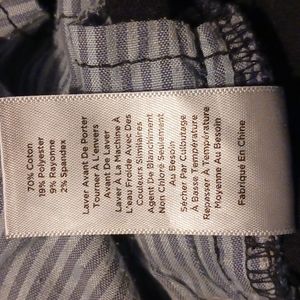 70% Coton
19% Polyester
9% Rayonne
2% Spandex
Laver Avant De Porter
Tourner À L'envers
Avant De Laver
Laver À La Machine À
L'eau Froide Avec Des
Couleurs Similaires
Agent De Blanchiment
Non Chloré Seulement
Au Besoin
Sécher Par Culbutage
À Basse Température
Repasser À Température
Moyenne Au Besoin
Fabrique En Chine